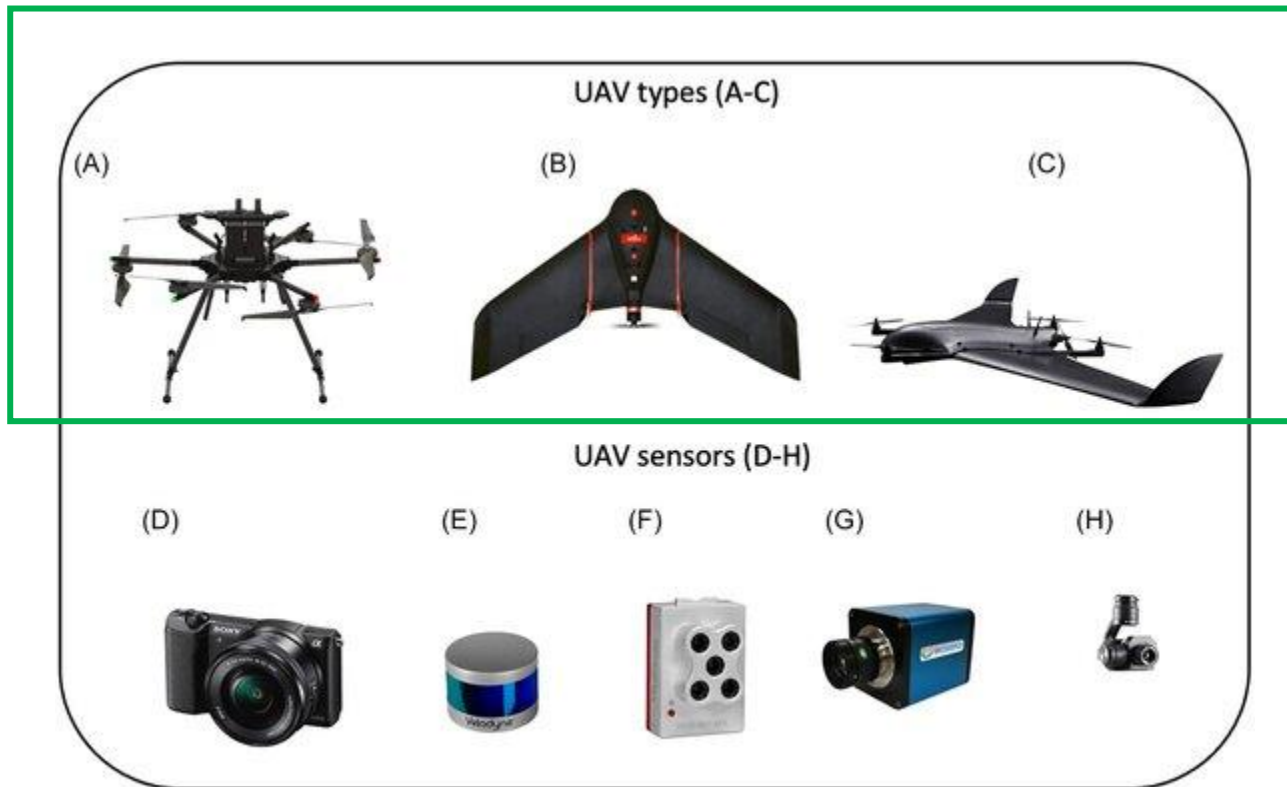 UAV types (A-C)
(A)
(B)
(C)
UAV sensors (D-H)
(D)
(E)
(F)
(G)
(H)
SONY
α
Velodyne